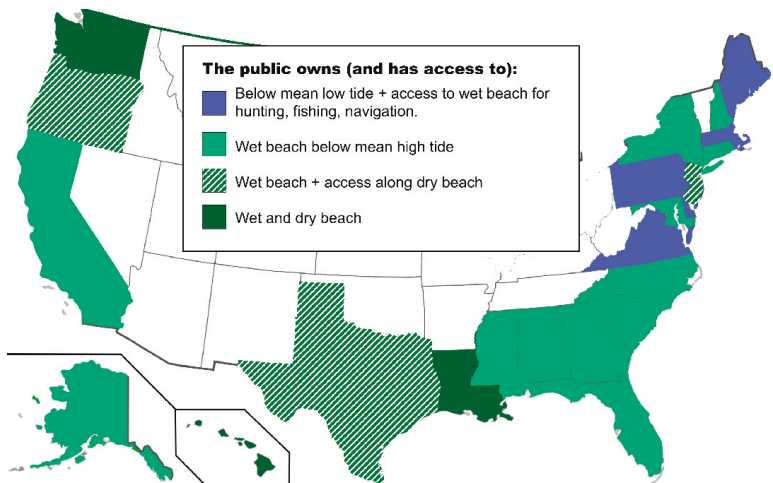 The public owns (and has access to):
Below mean low tide + access to wet beach for
hunting, fishing, navigation.
Wet beach below mean high tide
Wet beach + access along dry beach
Wet and dry beach